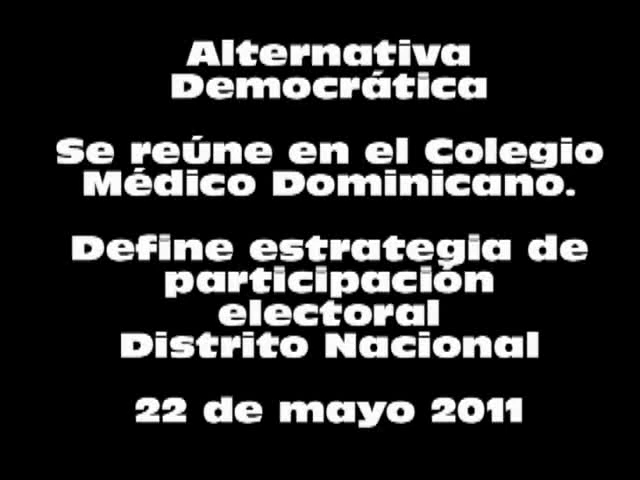 Alternativa
Democrática
Se reúne en el Colegio
Médico Dominicano.
Define estrategia de
participación
electoral
Distrito Nacional
22 de mayo 2011